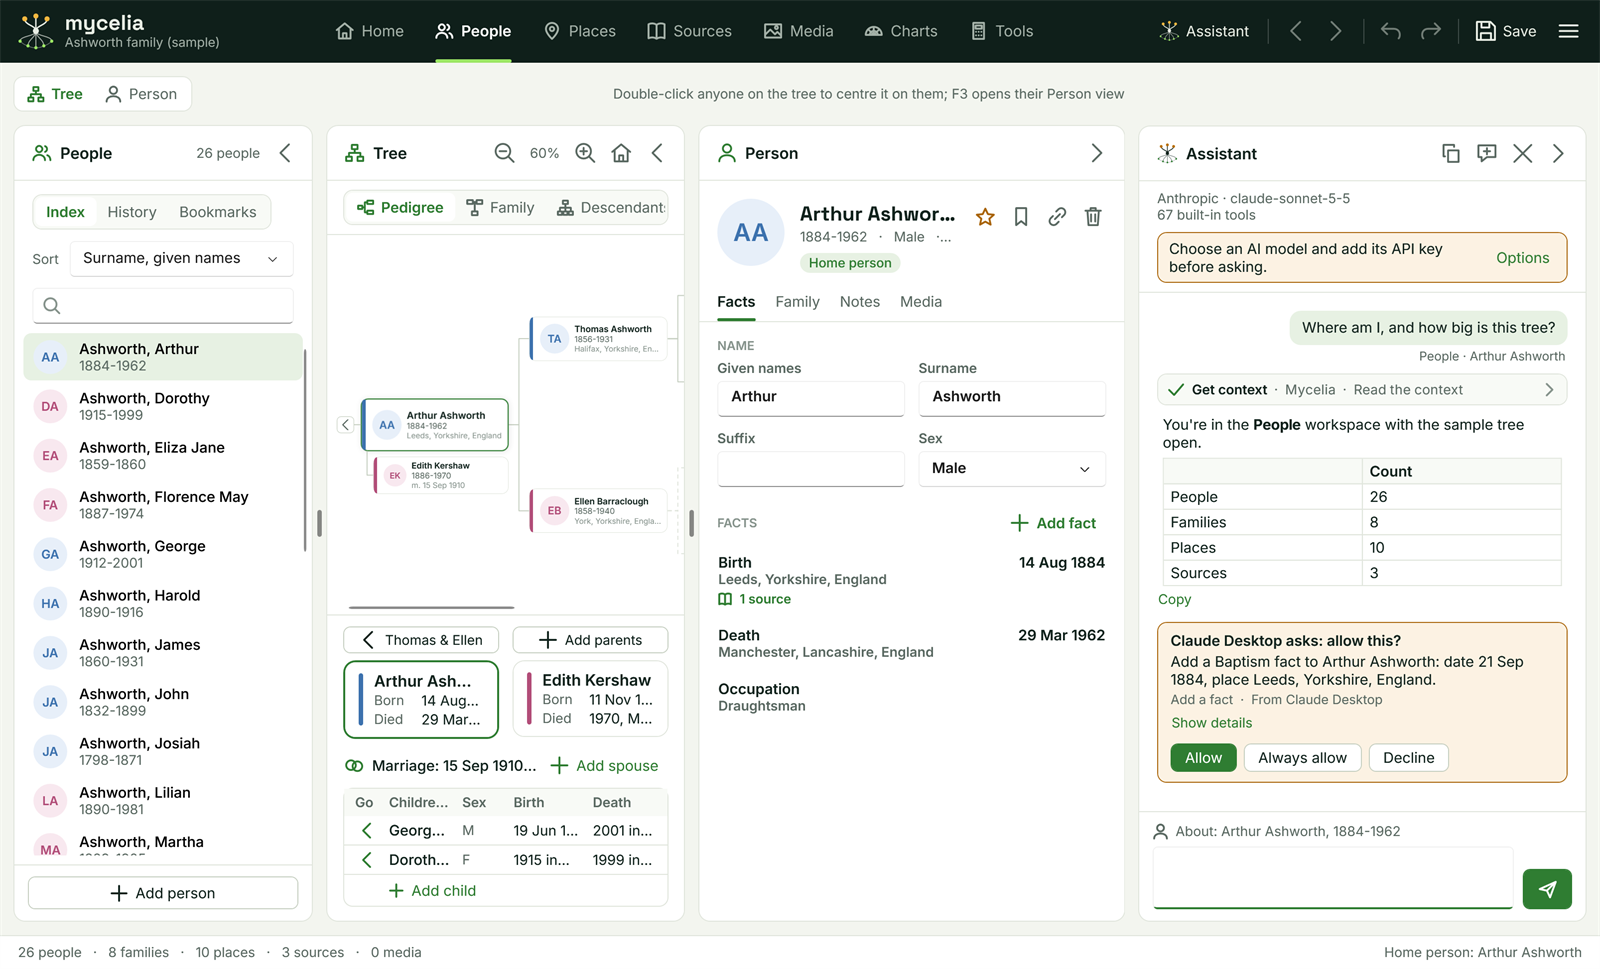 mycelia
Ashworth family (sample)
Home
People
Places
Sources
Media
Charts
Tools
Assistant
Save
Tree
Person
Double-click anyone on the tree to centre it on them; F3 opens their Person view
People
26 people
Index
History
Bookmarks
Sort
Surname, given names
AA
Ashworth, Arthur
1884-1962
DA
Ashworth, Dorothy
1915-1999
EA
Ashworth, Eliza Jane
1859-1860
FA
Ashworth, Florence May
1887-1974
GA
Ashworth, George
1912-2001
HA
Ashworth, Harold
1890-1916
JA
Ashworth, James
1860-1931
JA
Ashworth, John
1832-1899
JA
Ashworth, Josiah
1798-1871
LA
Ashworth, Lilian
1890-1981
MA
Ashworth, Martha
Add person
Tree
60%
Pedigree
Family
Descendant
TA
Thomas Ashworth
1856-1931
Halifax, Yorkshire, En...
AA
Arthur Ashworth
1884-1962
Leeds, Yorkshire, England
EK
Edith Kershaw
1886-1970
m. 15 Sep 1910
EB
Ellen Barraclough
1858-1940
York, Yorkshire, Engla...
Thomas & Ellen
Add parents
Arthur Ash...
Born 14 Aug...
Died 29 Mar...
Edith Kershaw
Born 11 Nov 1...
Died 1970, M...
Marriage: 15 Sep 1910...
Add spouse
Go Childre... Sex Birth Death
Georg... M 19 Jun 1... 2001 in...
Doroth... F 1915 in... 1999 in...
Add child
Person
AA
Arthur Ashwor...
1884-1962 · Male ·...
Home person
Facts
Family
Notes
Media
NAME
Given names
Surname
Arthur
Ashworth
Suffix
Sex
Male
FACTS
Add fact
Birth
14 Aug 1884
Leeds, Yorkshire, England
1 source
Death
29 Mar 1962
Manchester, Lancashire, England
Occupation
Draughtsman
Assistant
Anthropic · claude-sonnet-5-5
67 built-in tools
Choose an AI model and add its API key
before asking.
Options
Where am I, and how big is this tree?
People · Arthur Ashworth
Get context · Mycelia · Read the context
You're in the People workspace with the sample tree
open.
Count
People 26
Families 8
Places 10
Sources 3
Copy
Claude Desktop asks: allow this?
Add a Baptism fact to Arthur Ashworth: date 21 Sep
1884, place Leeds, Yorkshire, England.
Add a fact · From Claude Desktop
Show details
Allow
Always allow
Decline
About: Arthur Ashworth, 1884-1962
26 people · 8 families · 10 places · 3 sources · 0 media
Home person: Arthur Ashworth